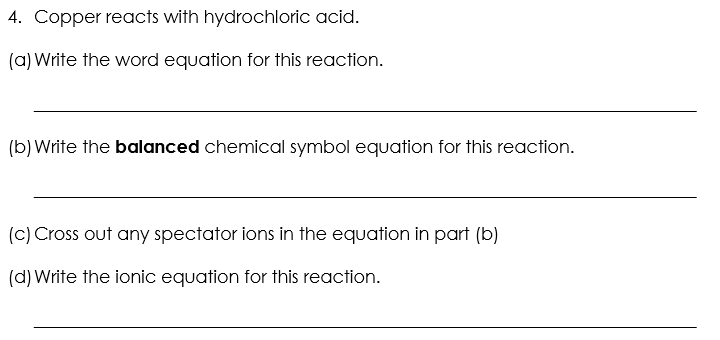 4. Copper reacts with hydrochloric acid.
(a) Write the word equation for this reaction.
(b) Write the balanced chemical symbol equation for this reaction.
(c) Cross out any spectator ions in the equation in part (b)
(d) Write the ionic equation for this reaction.